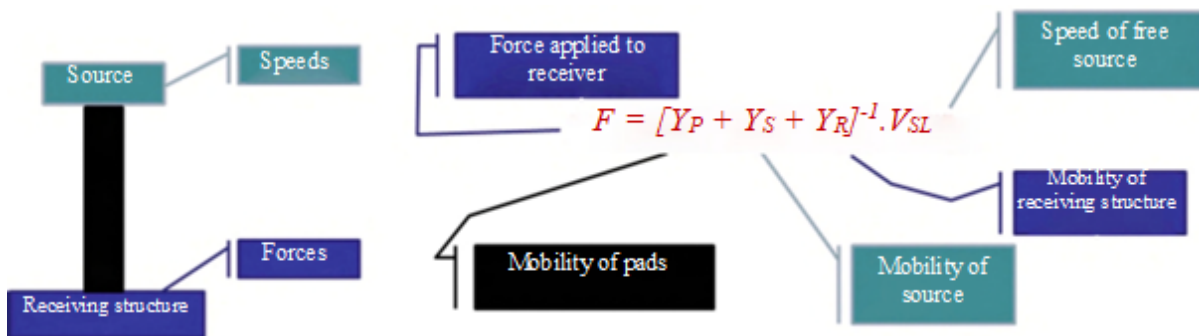 Source
Speeds
Forces
Receiving structure
Force applied to
receiver
Speed of free
source
F = [YP + YS + YR]-1.VSL
Mobility of
receiving structure
Mobility of pads
Mobility of
source